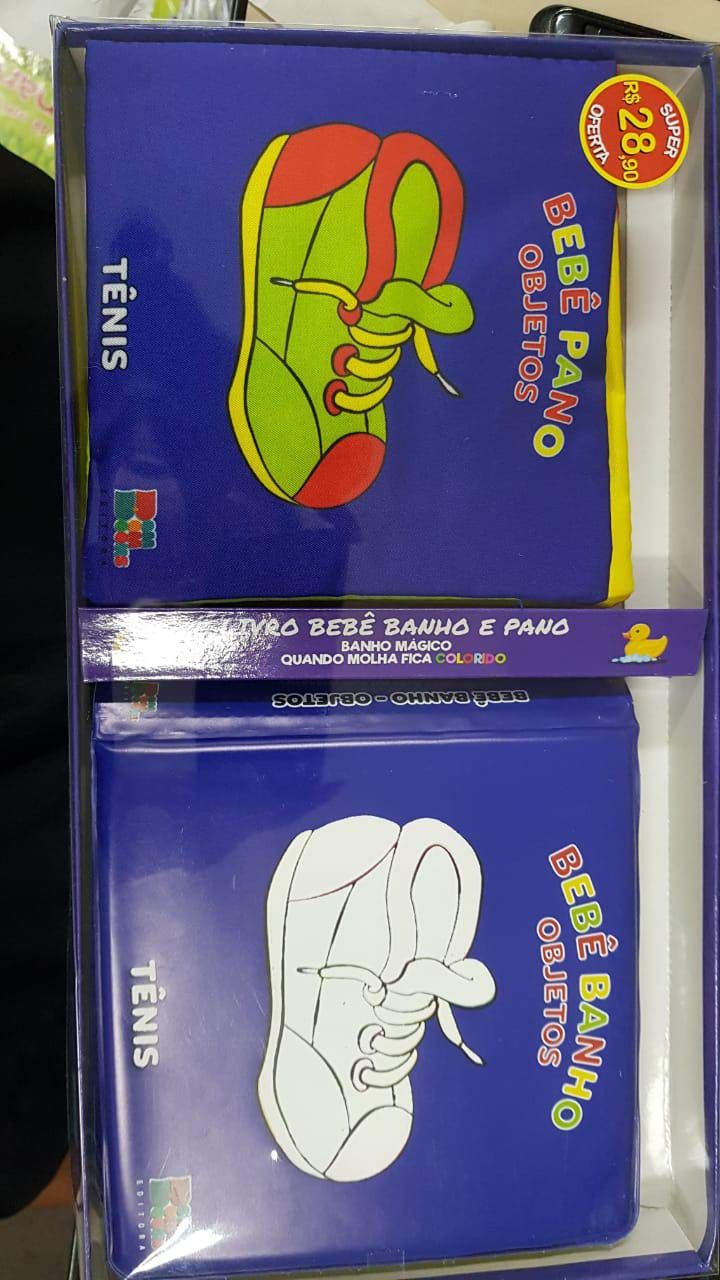 SUPER
R$ 28,90
OFERTA
BEBÊ PANO
OBJETOS
TÊNIS
EDITORA
LIVRO BEBÊ BANHO E PANO
BANHO MÁGICO
QUANDO MOLHA FICA COLORIDO
BEBÊ BANHO - OBJETOS
BEBÊ BANHO
OBJETOS
TÊNIS
EDITORA